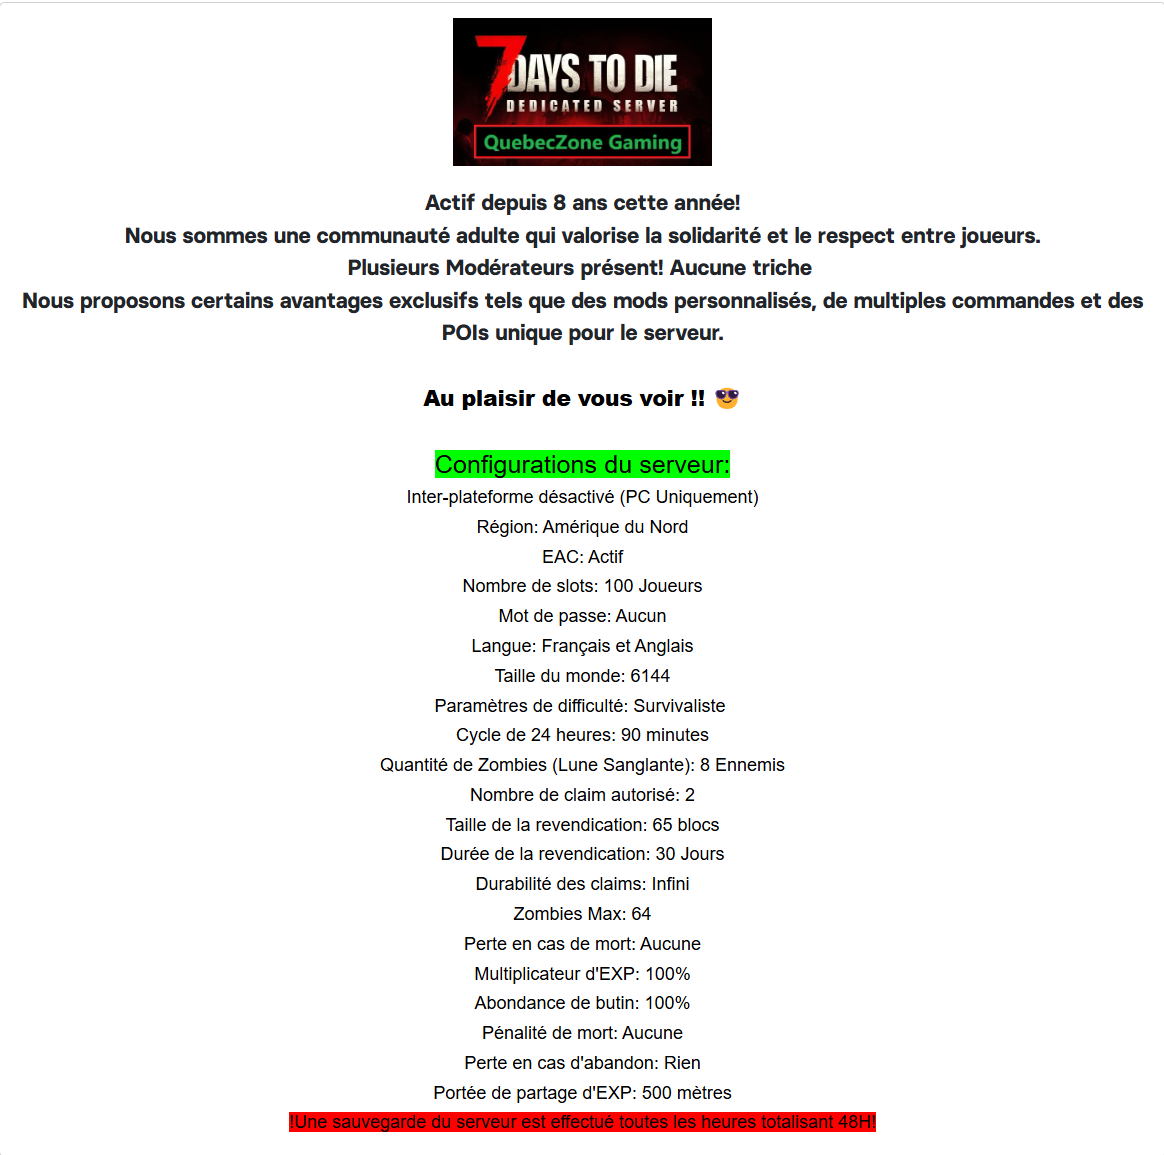 7 DAYS TO DIE
DEDICATED SERVER
QuebecZone Gaming
Actif depuis 8 ans cette année!
Nous sommes une communauté adulte qui valorise la solidarité et le respect entre joueurs.
Plusieurs Modérateurs présent! Aucune triche
Nous proposons certains avantages exclusifs tels que des mods personnalisés, de multiples commandes et des
POIs unique pour le serveur.
Au plaisir de vous voir !! 😎
Configurations du serveur:
Inter-plateforme désactivé (PC Uniquement)
Région: Amérique du Nord
EAC: Actif
Nombre de slots: 100 Joueurs
Mot de passe: Aucun
Langue: Français et Anglais
Taille du monde: 6144
Paramètres de difficulté: Survivaliste
Cycle de 24 heures: 90 minutes
Quantité de Zombies (Lune Sanglante): 8 Ennemis
Nombre de claim autorisé: 2
Taille de la revendication: 65 blocs
Durée de la revendication: 30 Jours
Durabilité des claims: Infini
Zombies Max: 64
Perte en cas de mort: Aucune
Multiplicateur d'EXP: 100%
Abondance de butin: 100%
Pénalité de mort: Aucune
Perte en cas d'abandon: Rien
Portée de partage d'EXP: 500 mètres
!Une sauvegarde du serveur est effectué toutes les heures totalisant 48H!